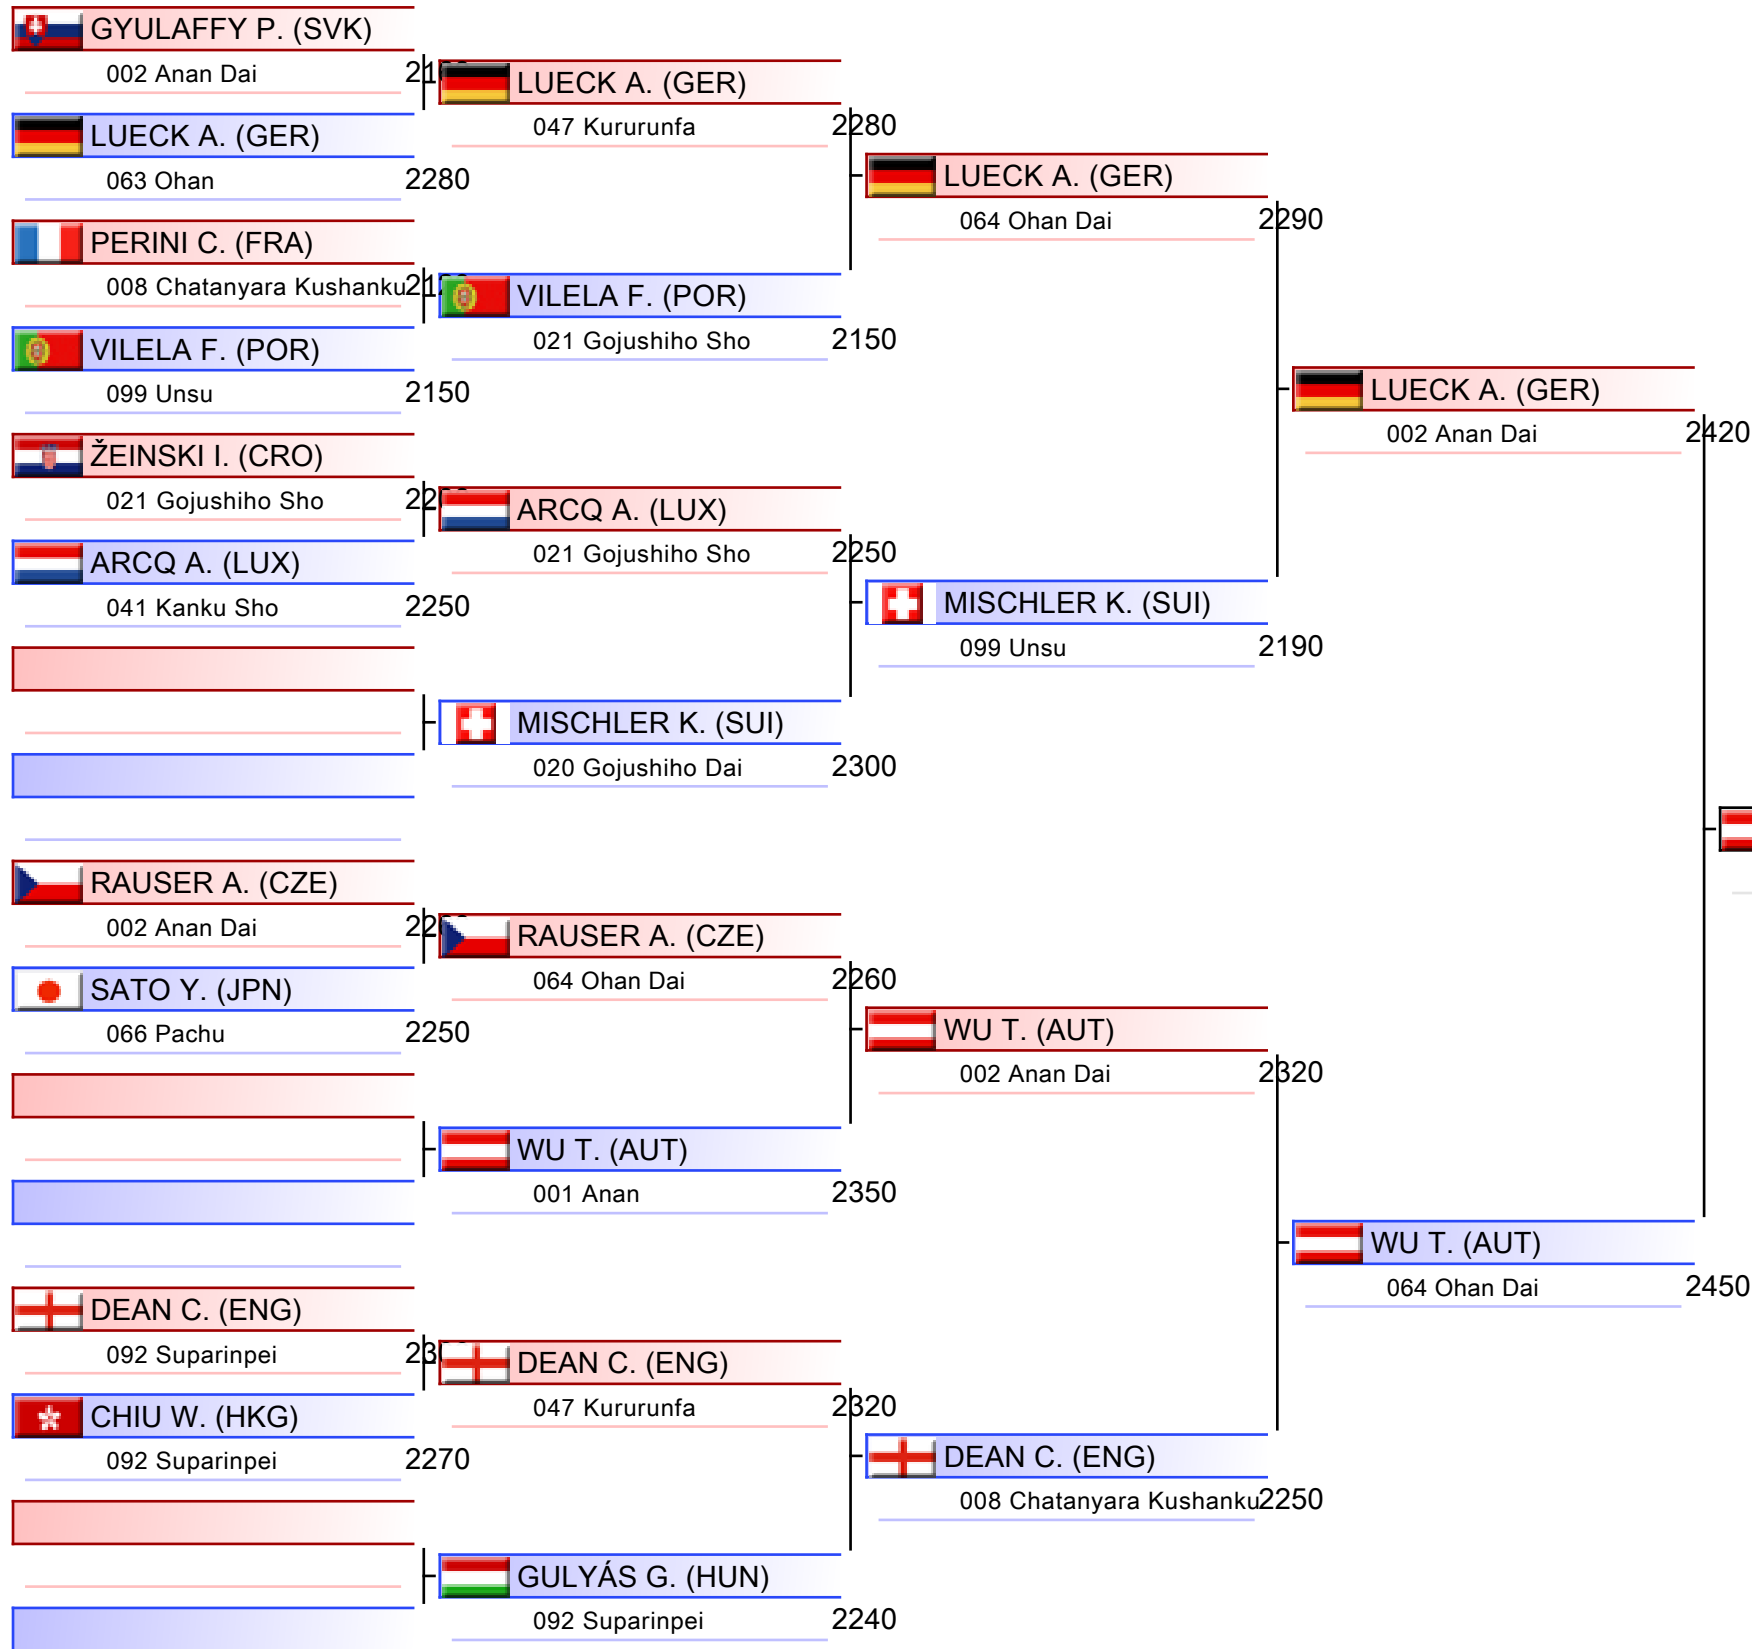 GYULAFFY P. (SVK)
002 Anan Dai
LUECK A. (GER)
063 Ohan 2280
PERINI C. (FRA)
008 Chatanyara Kushanku
VILELA F. (POR)
099 Unsu 2150
ŽEINSKI I. (CRO)
021 Gojushiho Sho
ARCQ A. (LUX)
041 Kanku Sho 2250
RAUSER A. (CZE)
002 Anan Dai
SATO Y. (JPN)
066 Pachu 2250
DEAN C. (ENG)
092 Suparinpei
CHIU W. (HKG)
092 Suparinpei 2270
LUECK A. (GER)
047 Kururunfa 2280
VILELA F. (POR)
021 Gojushiho Sho 2150
ARCQ A. (LUX)
021 Gojushiho Sho 2250
MISCHLER K. (SUI)
020 Gojushiho Dai 2300
RAUSER A. (CZE)
064 Ohan Dai 2260
WU T. (AUT)
001 Anan 2350
DEAN C. (ENG)
047 Kururunfa 2320
GULYÁS G. (HUN)
092 Suparinpei 2240
LUECK A. (GER)
064 Ohan Dai 2290
MISCHLER K. (SUI)
099 Unsu 2190
WU T. (AUT)
002 Anan Dai 2320
DEAN C. (ENG)
008 Chatanyara Kushanku 2250
LUECK A. (GER)
002 Anan Dai 2420
WU T. (AUT)
064 Ohan Dai 2450